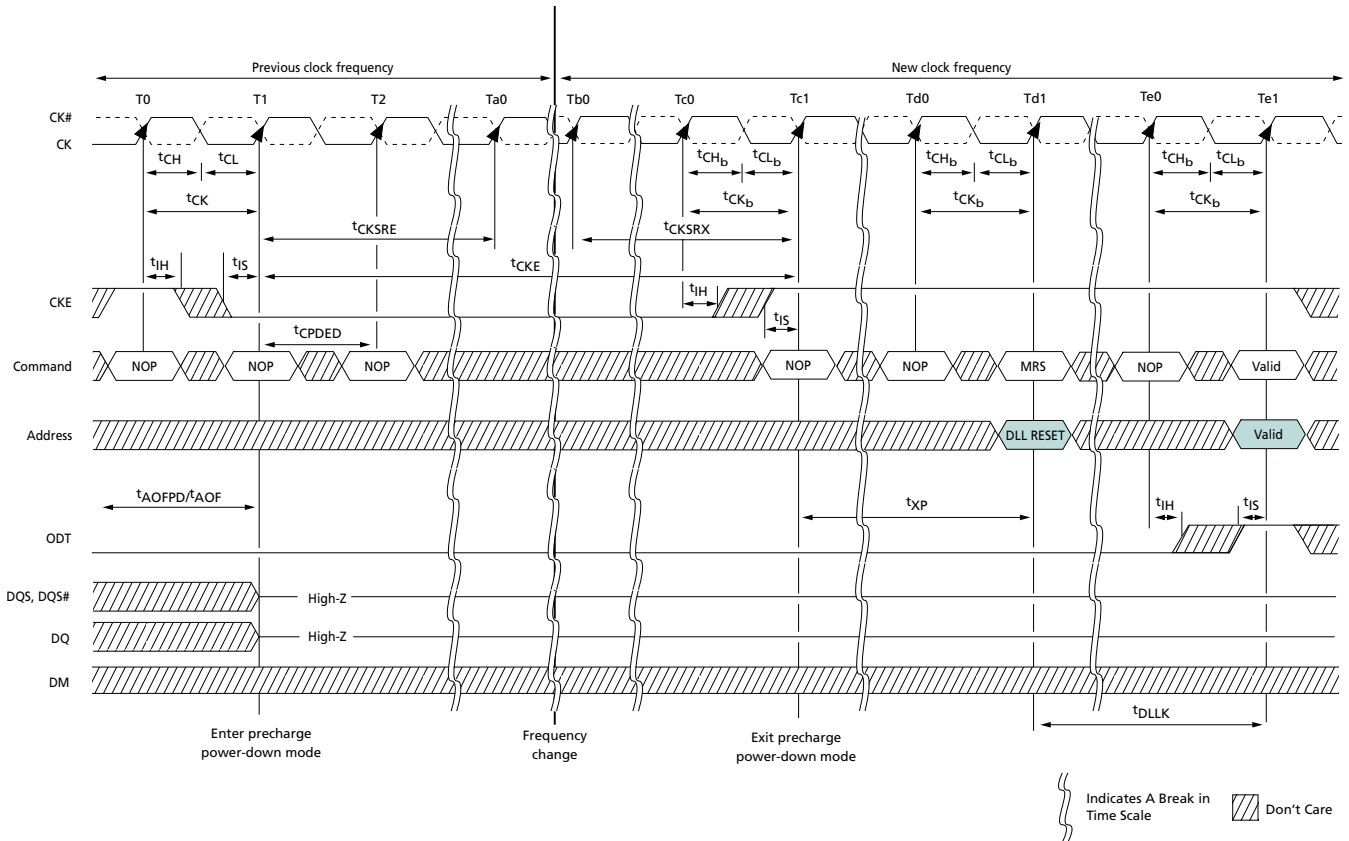 Previous clock frequency
New clock frequency
T0 T1 T2 Ta0 Tb0 Tc0 Tc1 Td0 Td1 Te0 Te1
CK#
CK
tCH tCL tCHb tCLb tCHb tCLb tCHb tCLb
tCK tCKb tCKb tCKb
tCKSRE tCKSRX
tIH tIS tCKE
CKE
tIH
tIS
tCPDED
Command NOP NOP NOP NOP NOP MRS NOP Valid
Address DLL RESET Valid
tAOFPD/tAOF tXP tIH tIS
ODT
DQS, DQS# High-Z
DQ High-Z
DM
tDLLK
Enter precharge
power-down mode
Frequency
change
Exit precharge
power-down mode
Indicates A Break in
Time Scale
Don't Care